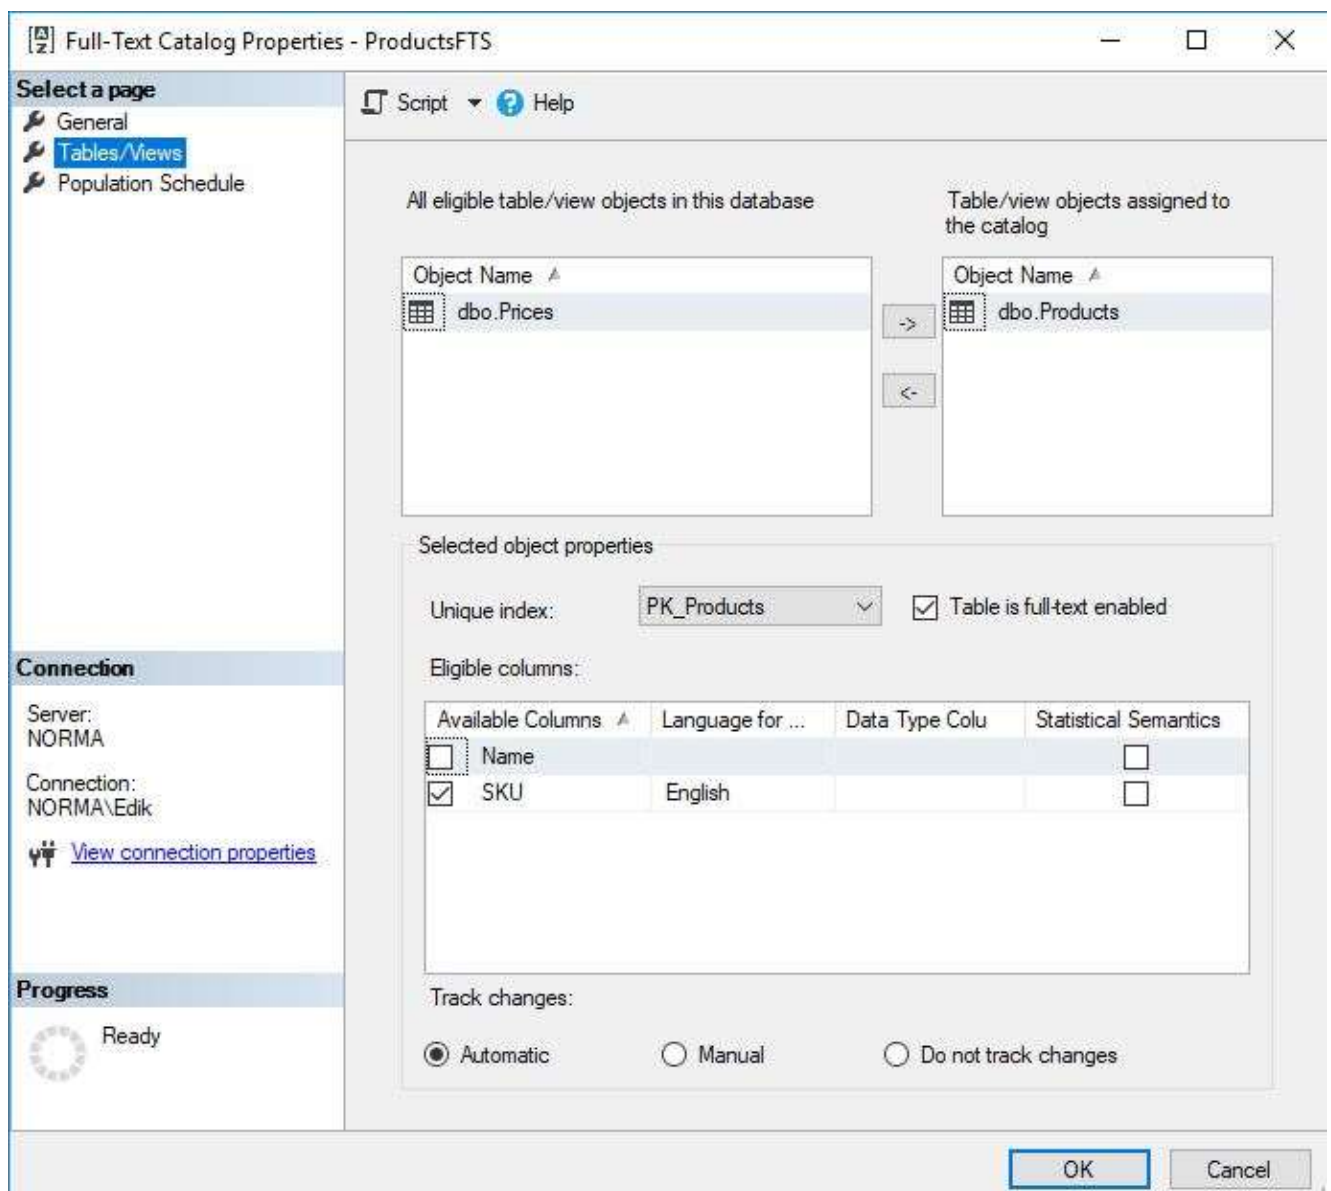 Full-Text Catalog Properties - ProductsFTS
Select a page
General
Tables/Views
Population Schedule
Script
Help
All eligible table/view objects in this database
Object Name
dbo.Prices
->
<-
Table/view objects assigned to
the catalog
Object Name
dbo.Products
Selected object properties
Unique index:
PK_Products
Table is full-text enabled
Eligible columns:
Available Columns Language for ... Data Type Colu Statistical Semantics
Name
SKU English
Track changes:
Automatic Manual Do not track changes
Connection
Server:
NORMA
Connection:
NORMA\Edik
View connection properties
Progress
Ready
OK Cancel